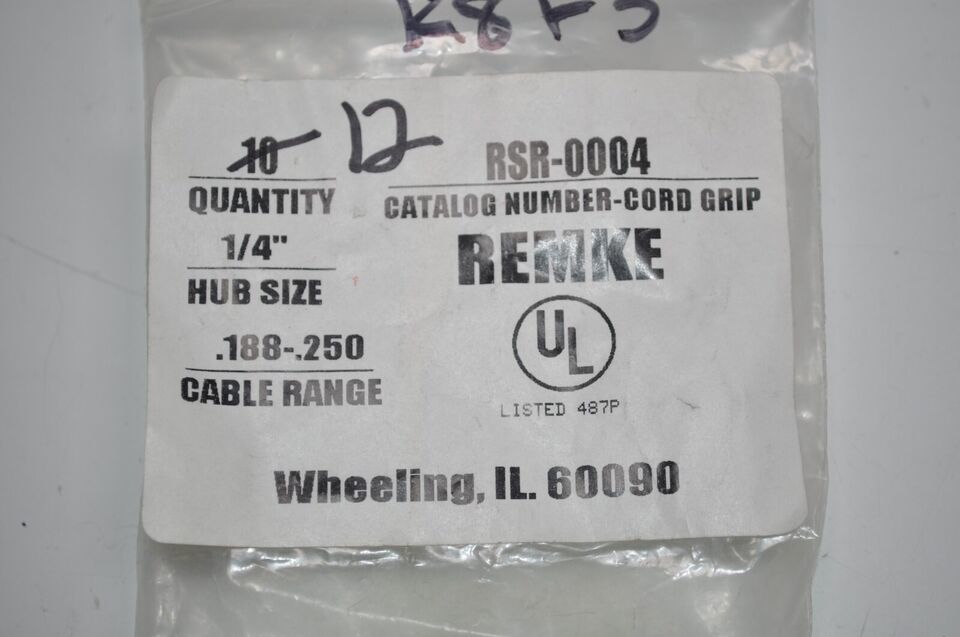 10 12
QUANTITY
1/4"
HUB SIZE
.188-.250
CABLE RANGE
RSR-0004
CATALOG NUMBER-CORD GRIP
REMKE
UL
LISTED 487P
Wheeling, IL. 60090